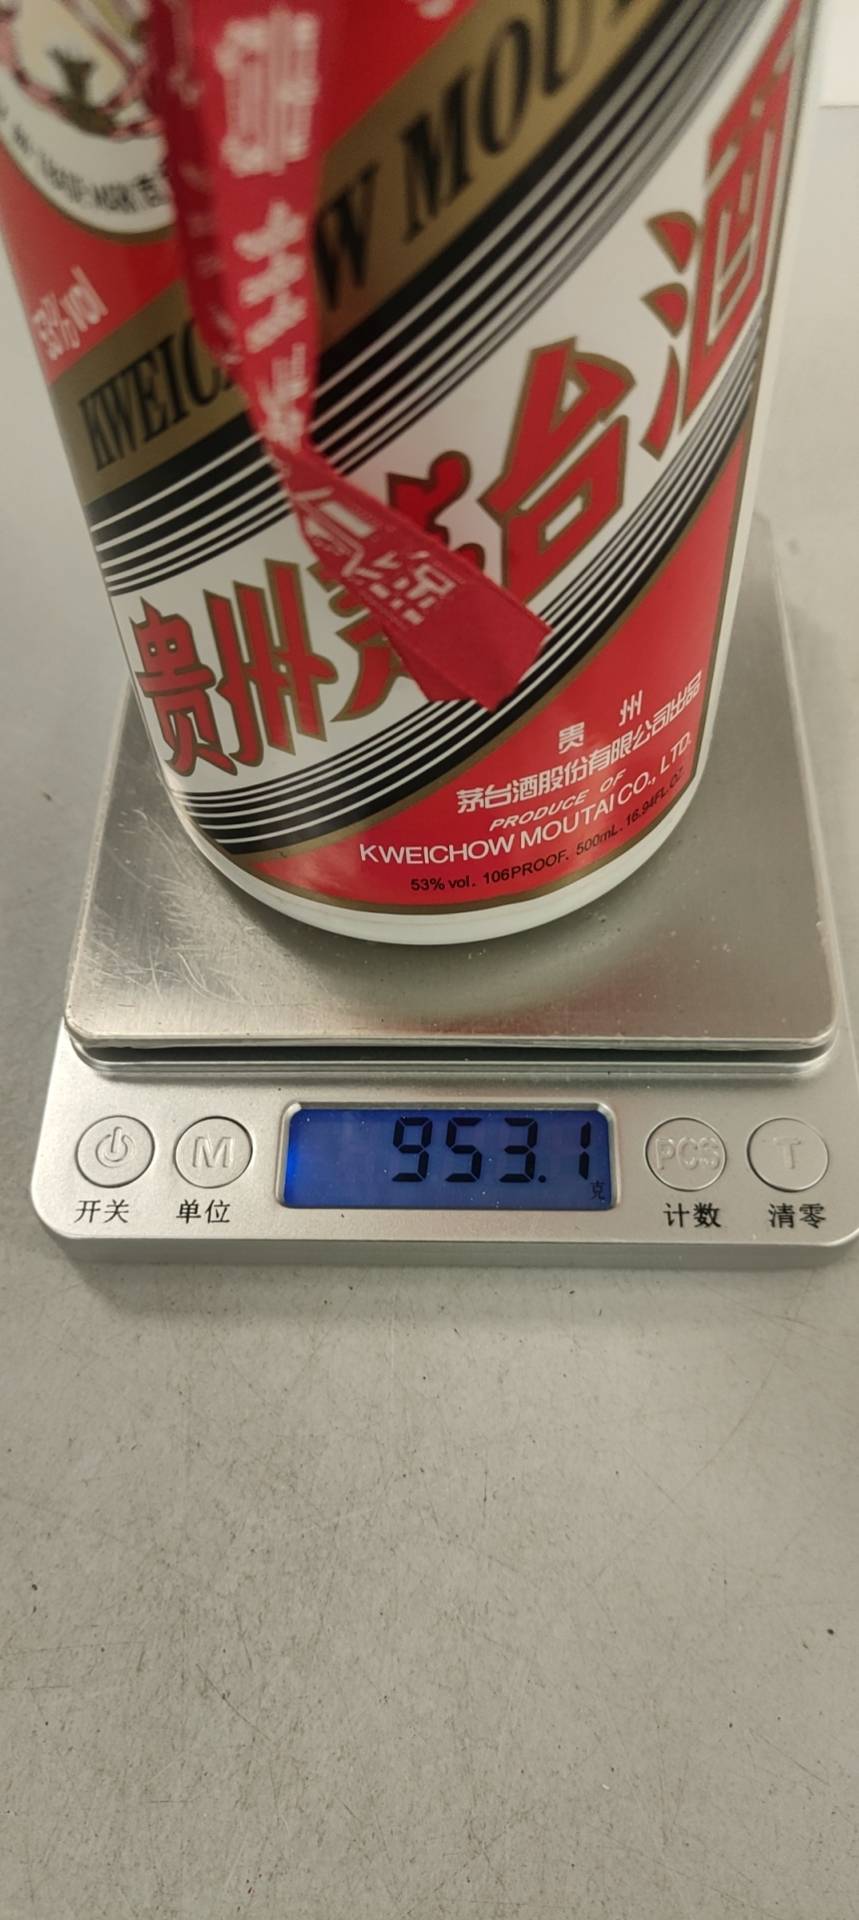 53%vol
KWEIC
W MOUT
贵州茅台酒
贵 州
茅台酒股份有限公司出品
PRODUCE OF
KWEICHOW MOUTAI CO., LTD.
53% vol. 106PROOF. 500mL. 16.94FL.OZ.
953.1
克
M
PCS
T
开关
单位
计数
清零